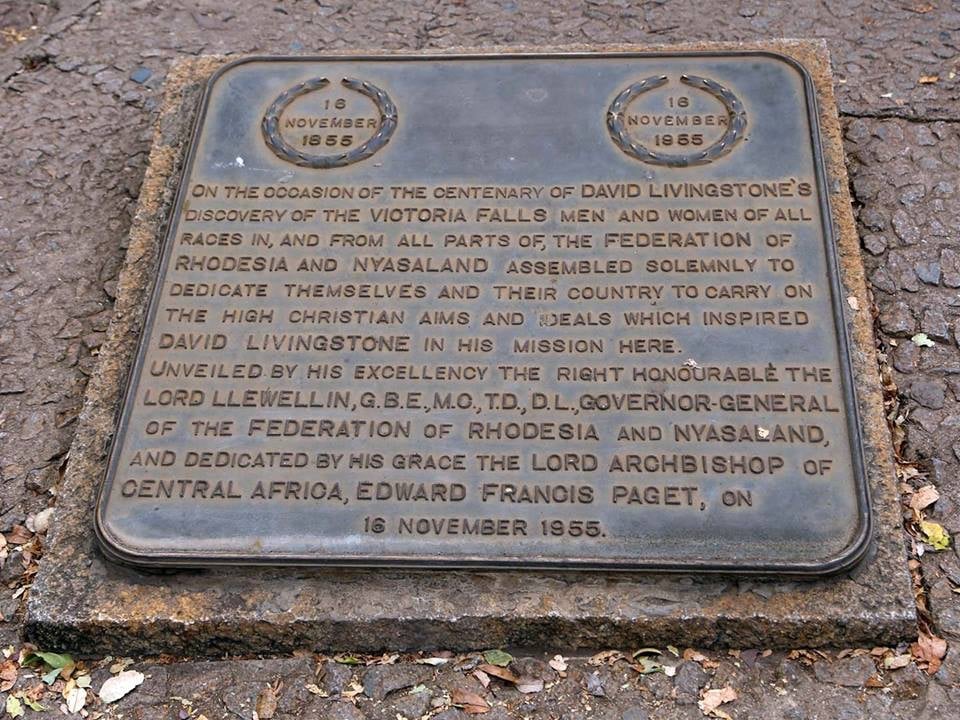 16
NOVEMBER
1855
16
NOVEMBER
1955
ON THE OCCASION OF THE CENTENARY OF DAVID LIVINGSTONE'S
DISCOVERY OF THE VICTORIA FALLS MEN AND WOMEN OF ALL
RACES IN, AND FROM ALL PARTS OF, THE FEDERATION OF
RHODESIA AND NYASALAND ASSEMBLED SOLEMNLY TO
DEDICATE THEMSELVES AND THEIR COUNTRY TO CARRY ON
THE HIGH CHRISTIAN AIMS AND IDEALS WHICH INSPIRED
DAVID LIVINGSTONE IN HIS MISSION HERE.
UNVEILED BY HIS EXCELLENCY THE RIGHT HONOURABLE THE
LORD LLEWELLIN, G.B.E., M.C., T.D., D.L., GOVERNOR-GENERAL
OF THE FEDERATION OF RHODESIA AND NYASALAND,
AND DEDICATED BY HIS GRACE THE LORD ARCHBISHOP OF
CENTRAL AFRICA, EDWARD FRANCIS PAGET, ON
16 NOVEMBER 1955.